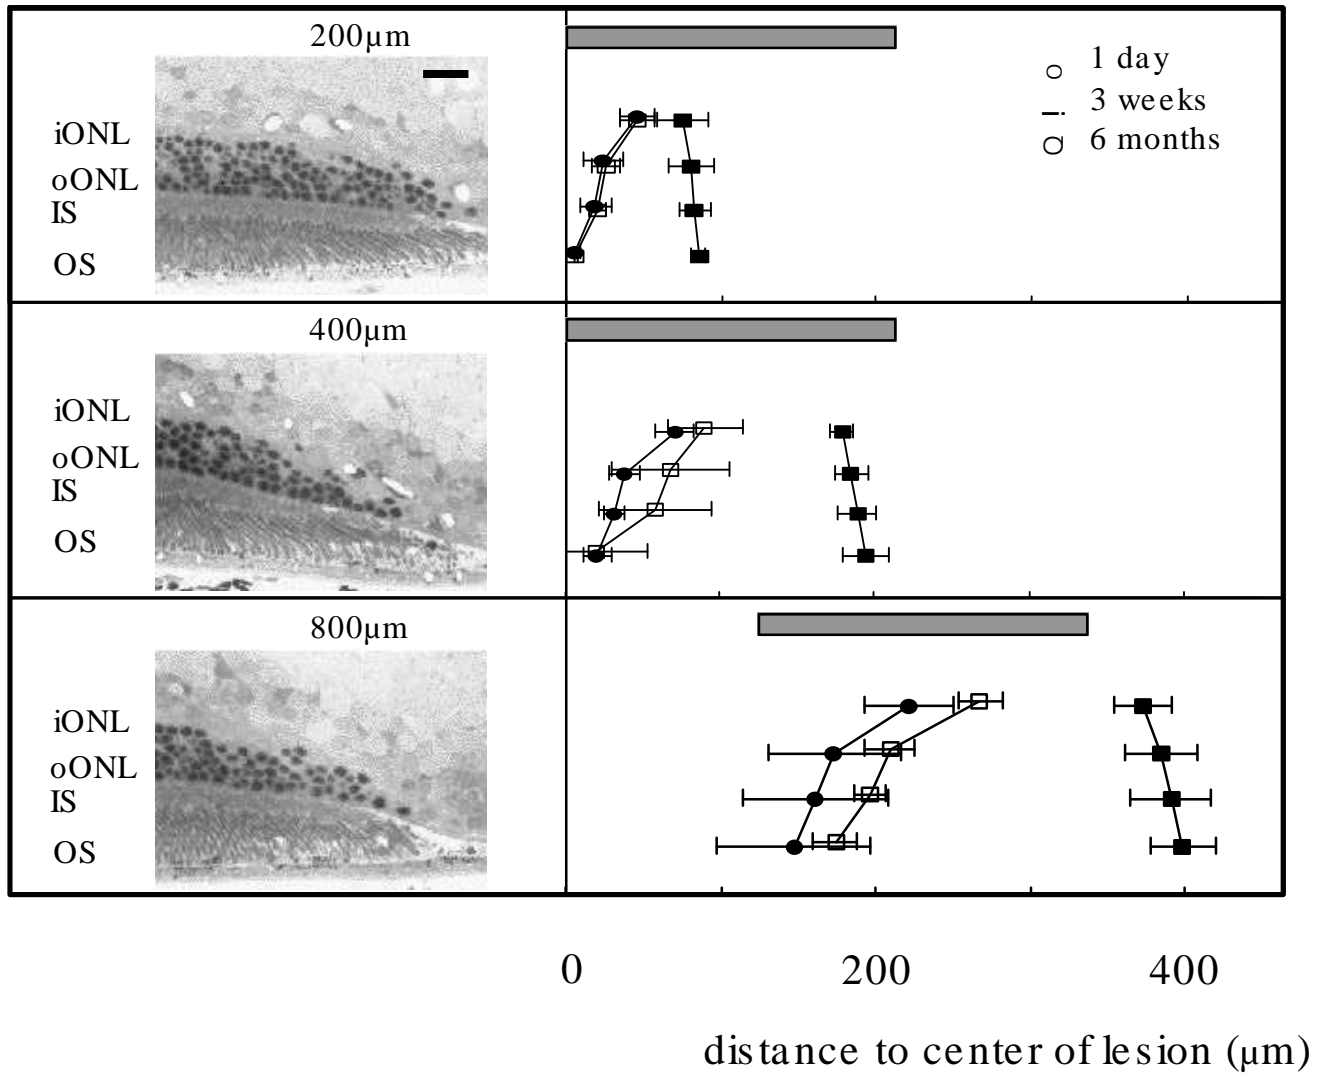 200μm
1 day
3 weeks
6 months
iONL
oONL
IS
OS
400μm
iONL
oONL
IS
OS
800μm
iONL
oONL
IS
OS
0 200 400
distance to center of lesion (μm)